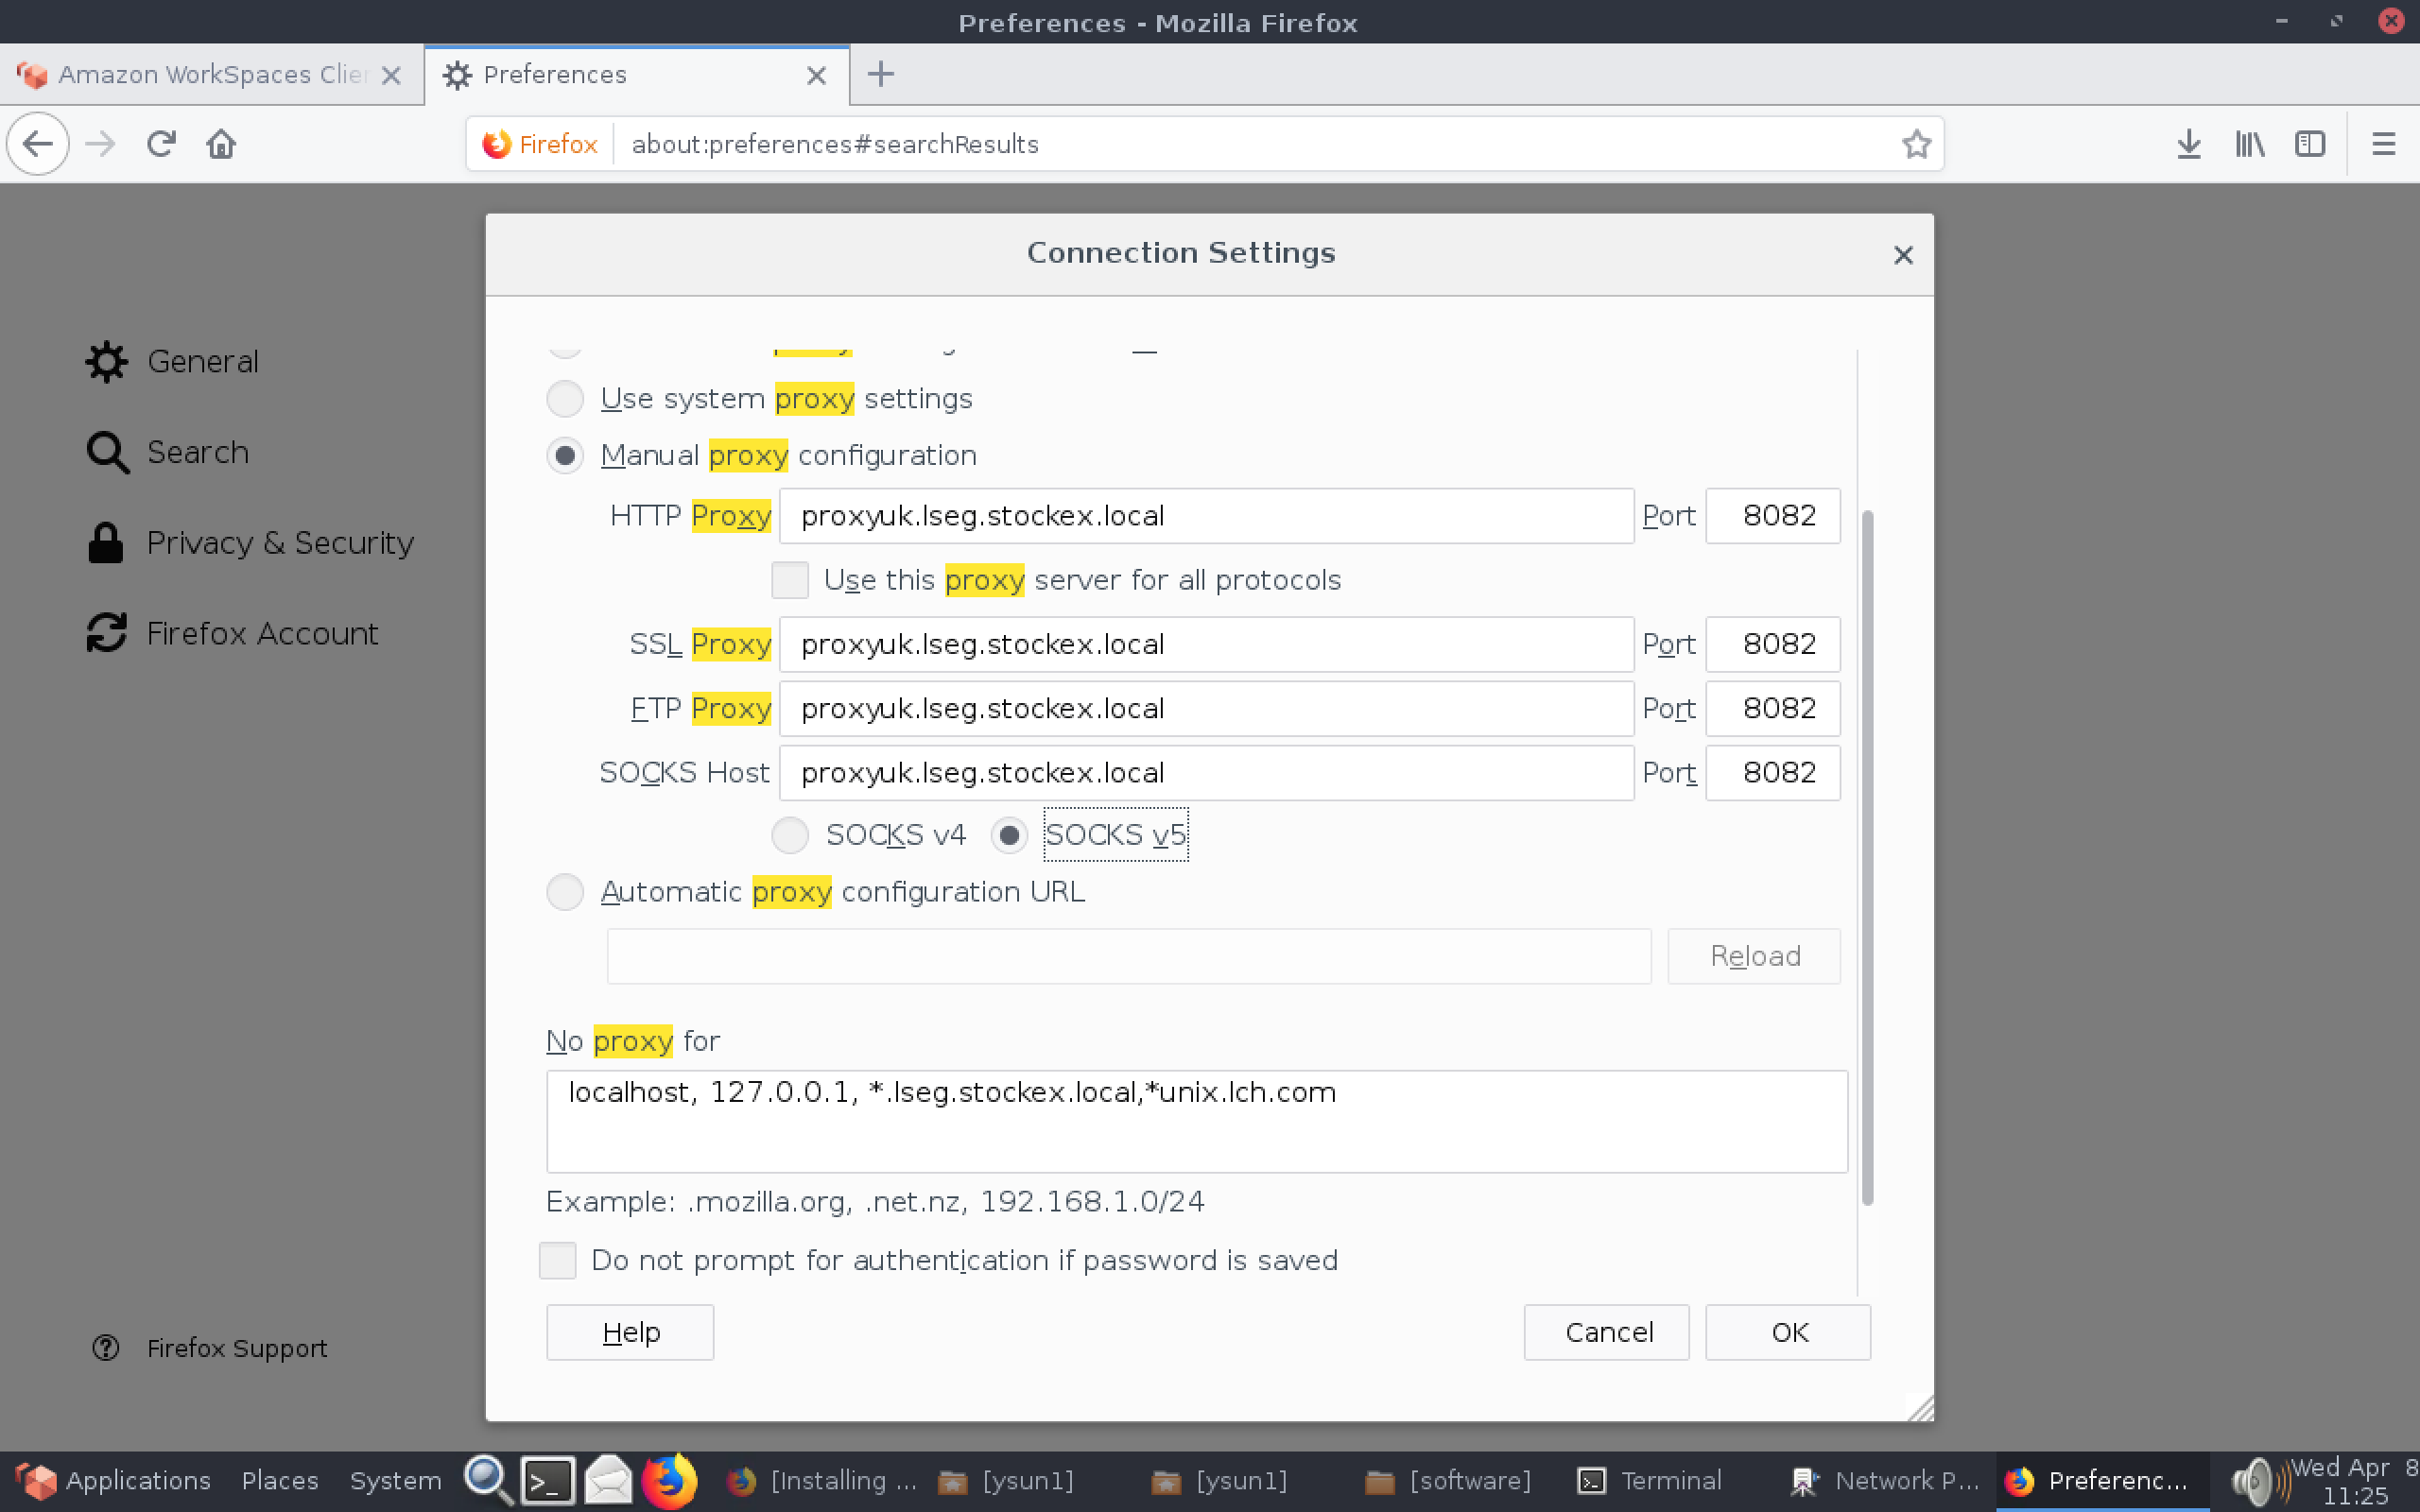 Preferences - Mozilla Firefox
Amazon WorkSpaces Clie
Preferences
Firefox
about:preferences#searchResults
General
Search
Privacy & Security
Firefox Account
Firefox Support
Connection Settings
Use system proxy settings
Manual proxy configuration
HTTP Proxy proxyuk.lseg.stockex.local Port 8082
Use this proxy server for all protocols
SSL Proxy proxyuk.lseg.stockex.local Port 8082
FTP Proxy proxyuk.lseg.stockex.local Port 8082
SOCKS Host proxyuk.lseg.stockex.local Port 8082
SOCKS v4 SOCKS v5
Automatic proxy configuration URL
Reload
No proxy for
localhost, 127.0.0.1, *.lseg.stockex.local,*unix.lch.com
Example: .mozilla.org, .net.nz, 192.168.1.0/24
Do not prompt for authentication if password is saved
Help Cancel OK
Applications Places System [Installing ... [ysun1] [ysun1] [software] Terminal Network P... Preferenc... Wed Apr 8
11:25